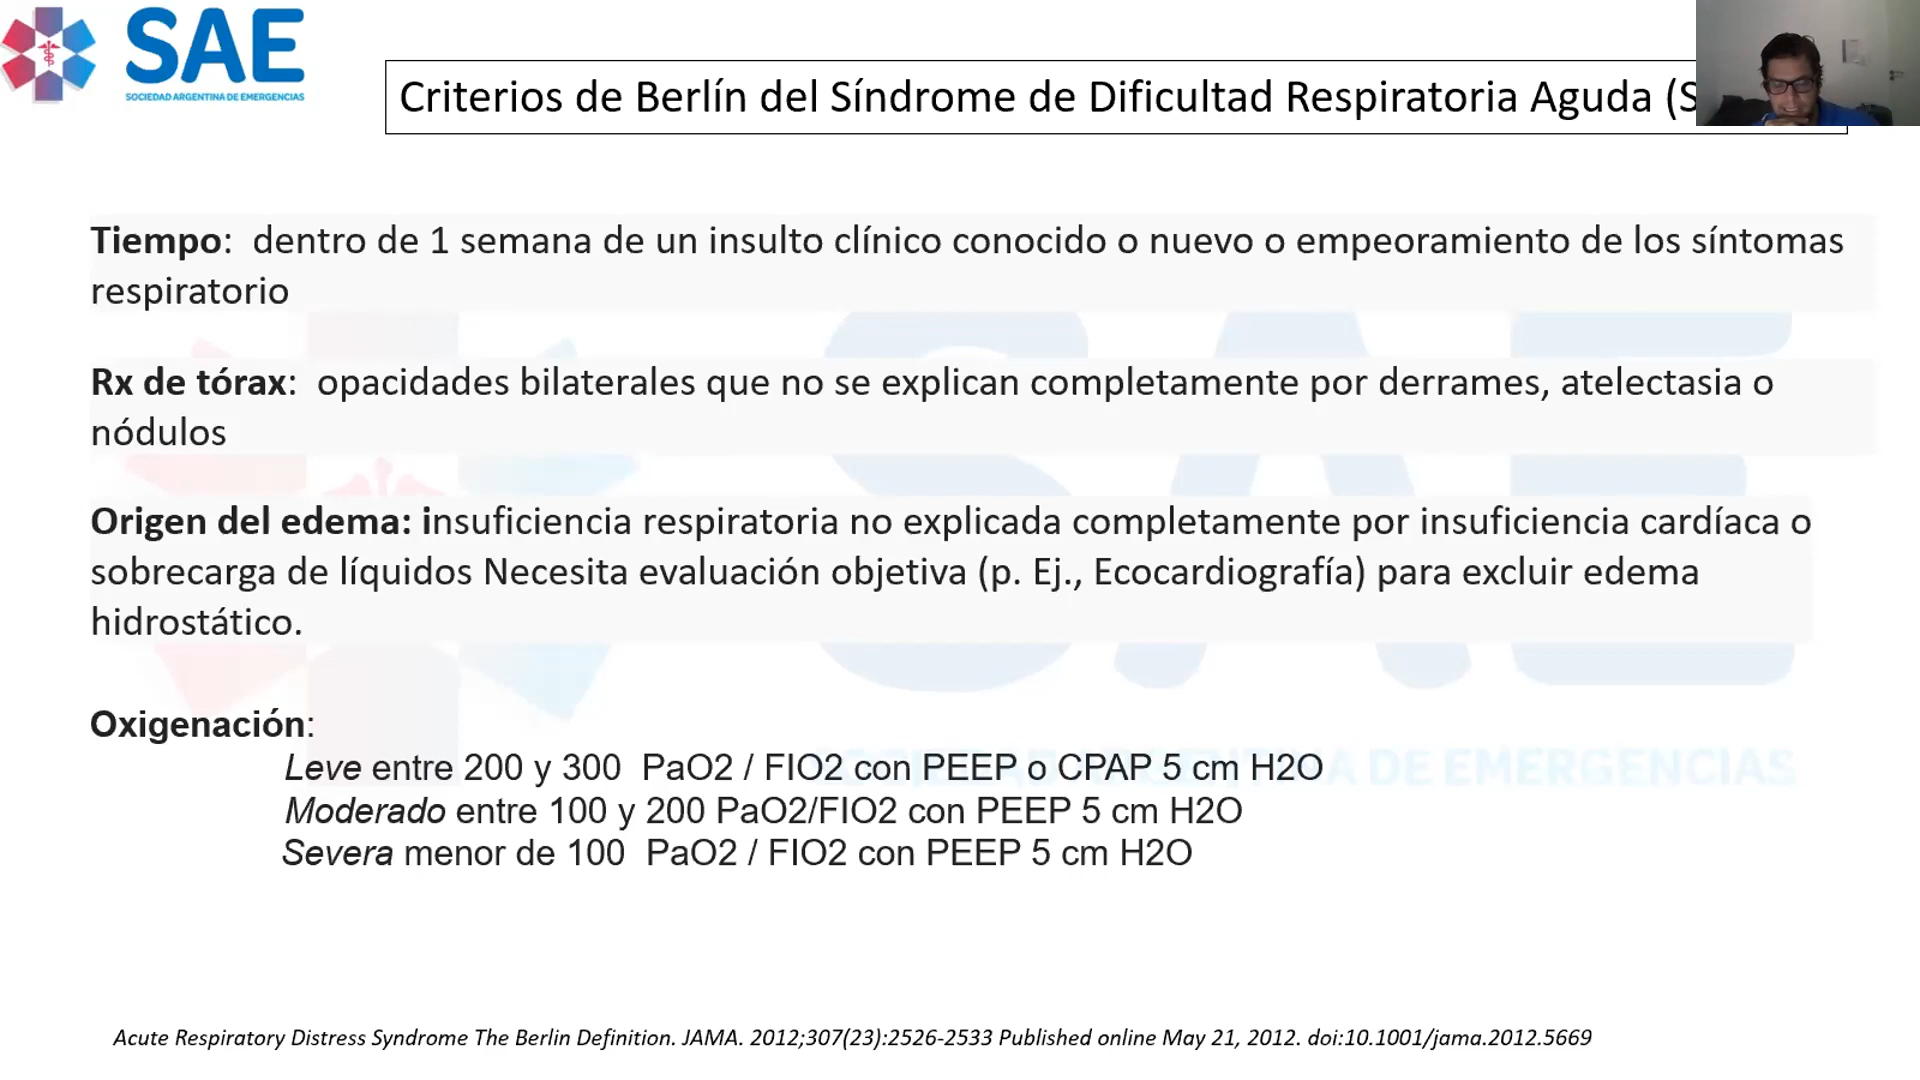 SAE
SOCIEDAD ARGENTINA DE EMERGENCIAS
Criterios de Berlín del Síndrome de Dificultad Respiratoria Aguda (S
Tiempo:  dentro de 1 semana de un insulto clínico conocido o nuevo o empeoramiento de los síntomas
respiratorio
Rx de tórax:  opacidades bilaterales que no se explican completamente por derrames, atelectasia o
nódulos
Origen del edema: insuficiencia respiratoria no explicada completamente por insuficiencia cardíaca o
sobrecarga de líquidos Necesita evaluación objetiva (p. Ej., Ecocardiografía) para excluir edema
hidrostático.
Oxigenación:
Leve entre 200 y 300  PaO2 / FIO2 con PEEP o CPAP 5 cm H2O
Moderado entre 100 y 200 PaO2/FIO2 con PEEP 5 cm H2O
Severa menor de 100  PaO2 / FIO2 con PEEP 5 cm H2O
Acute Respiratory Distress Syndrome The Berlin Definition. JAMA. 2012;307(23):2526-2533 Published online May 21, 2012. doi:10.1001/jama.2012.5669